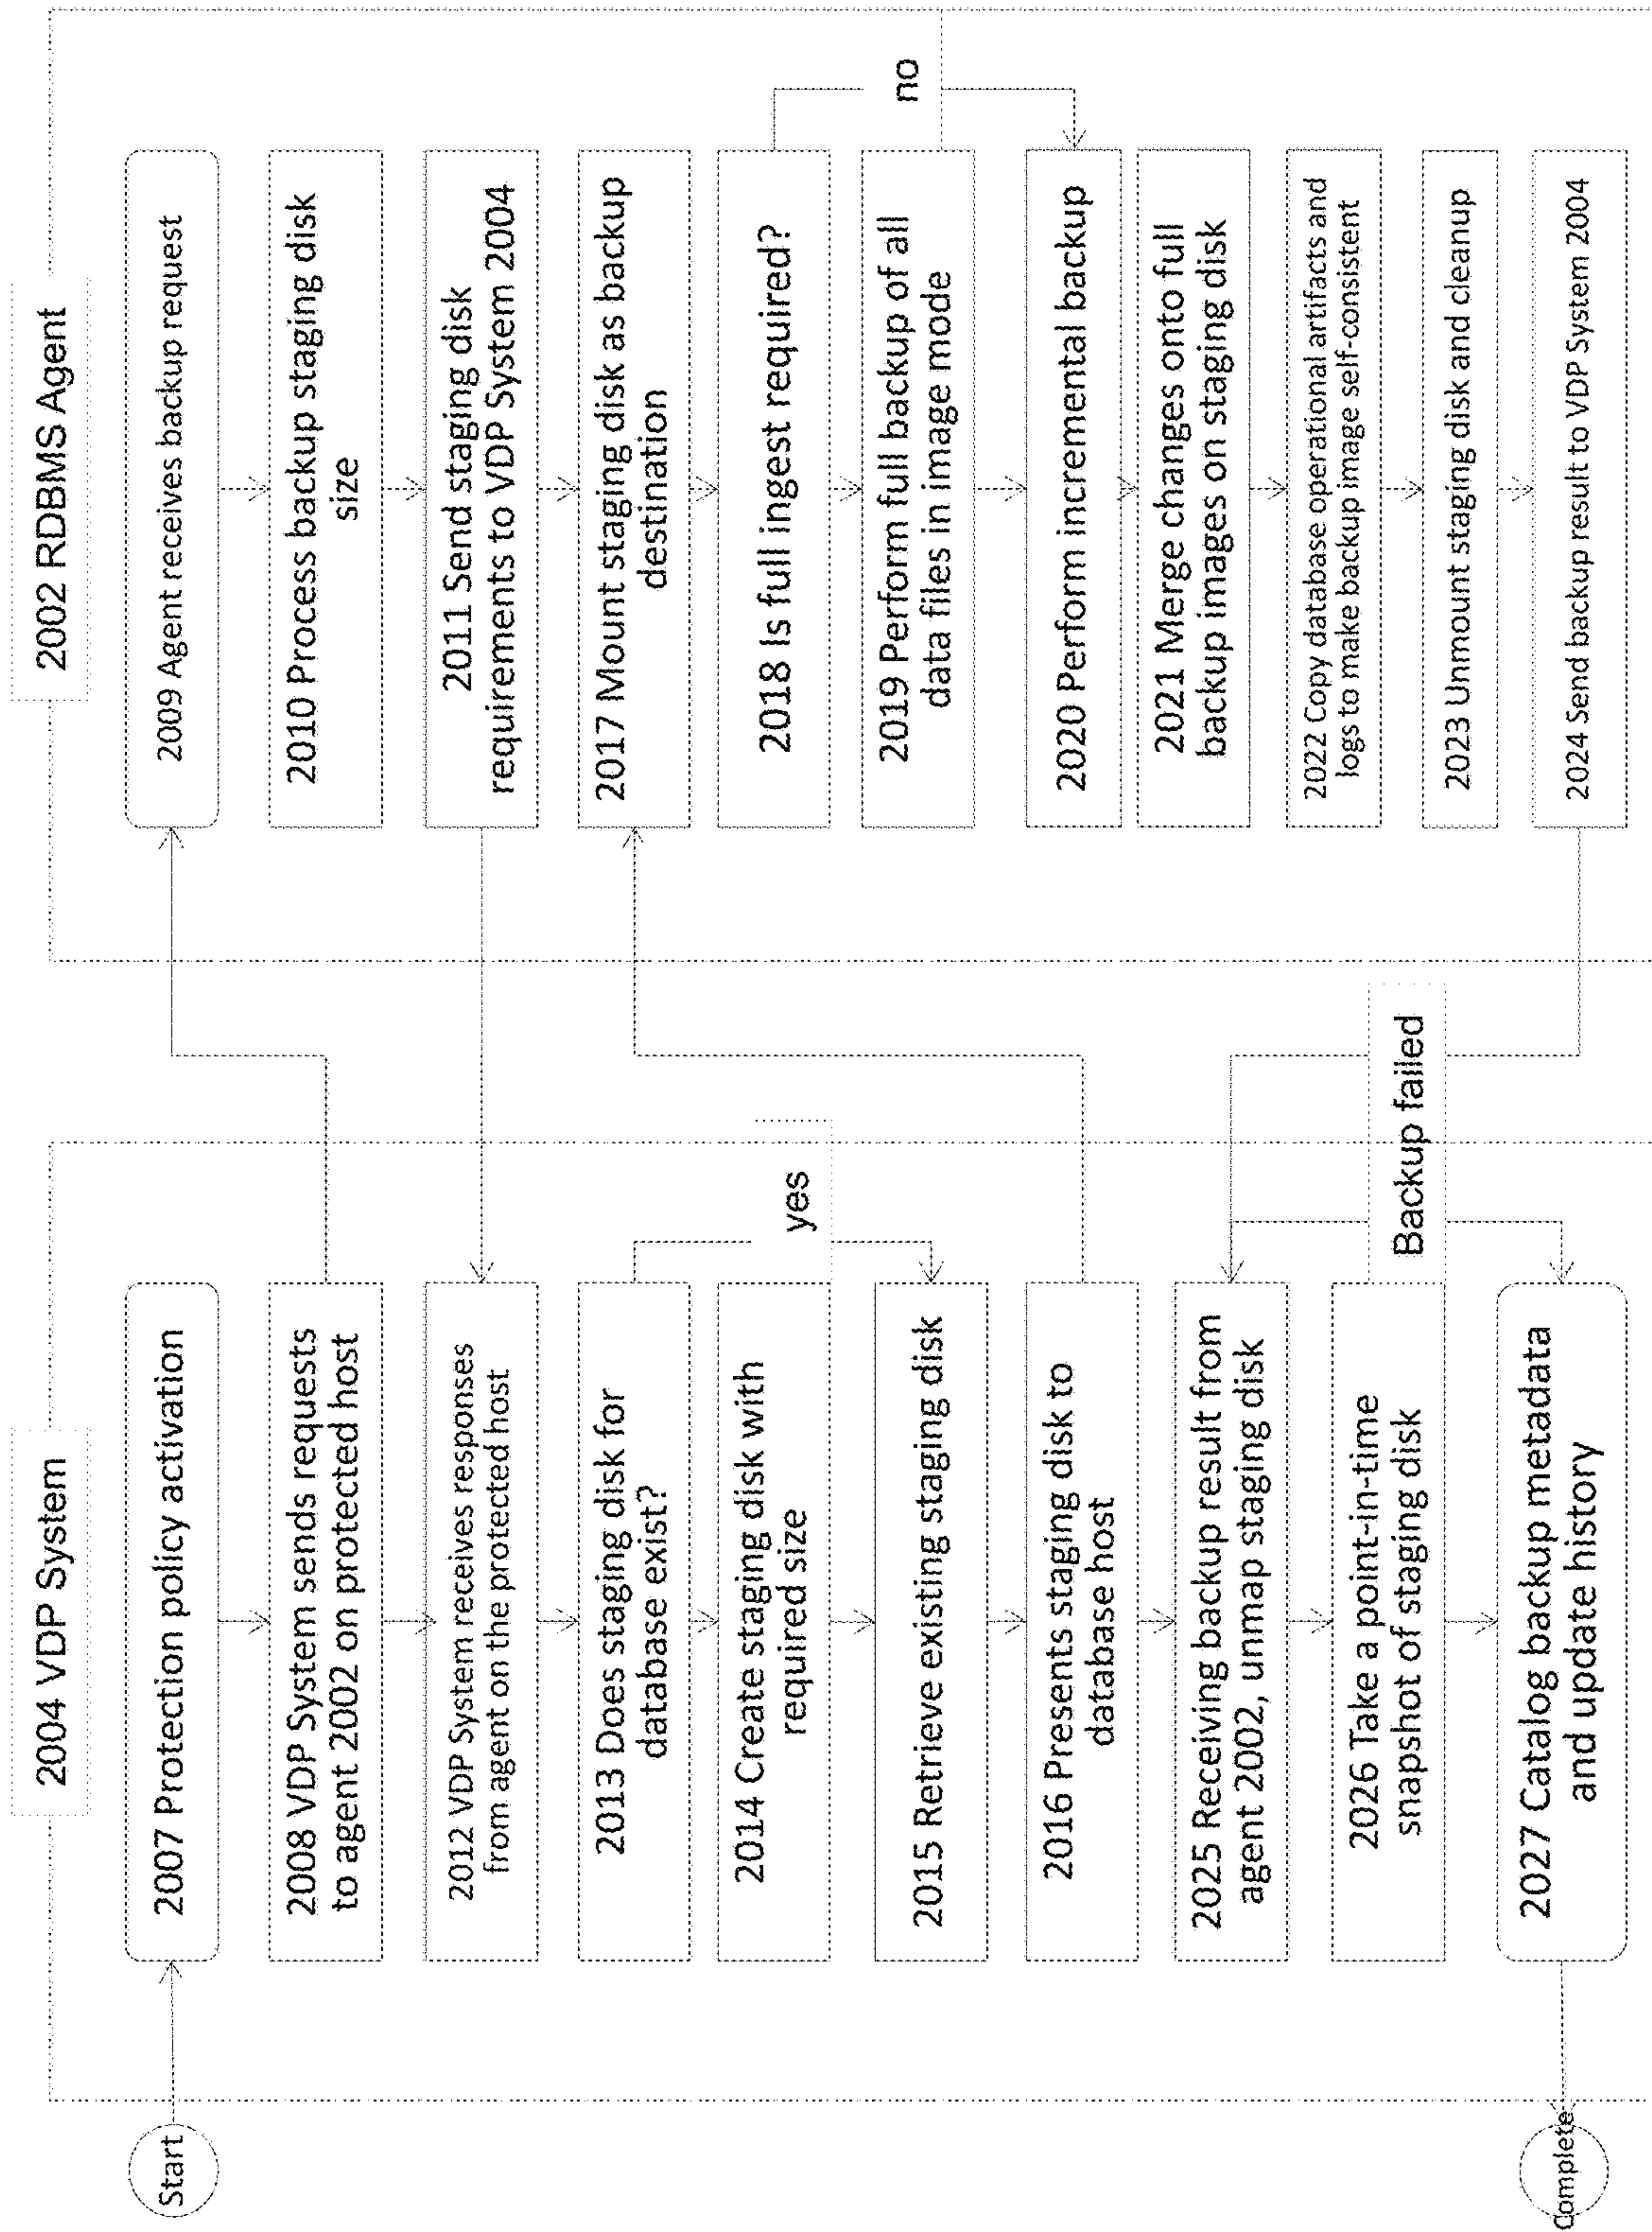 Start
2004 VDP System
2007 Protection policy activation
2008 VDP System sends requests
to agent 2002 on protected host
2012 VDP System receives responses
from agent on the protected host
2013 Does staging disk for
database exist?
yes
2014 Create staging disk with
required size
2015 Retrieve existing staging disk
2016 Presents staging disk to
database host
2025 Receiving backup result from
agent 2002, unmap staging disk
Backup failed
2026 Take a point-in-time
snapshot of staging disk
2027 Catalog backup metadata
and update history
Complete
2002 RDBMS Agent
2009 Agent receives backup request
2010 Process backup staging disk
size
2011 Send staging disk
requirements to VDP System 2004
2017 Mount staging disk as backup
destination
2018 Is full ingest required?
no
2019 Perform full backup of all
data files in image mode
2020 Perform incremental backup
2021 Merge changes onto full
backup images on staging disk
2022 Copy database operational artifacts and
logs to make backup image self-consistent
2023 Unmount staging disk and cleanup
2024 Send backup result to VDP System 2004